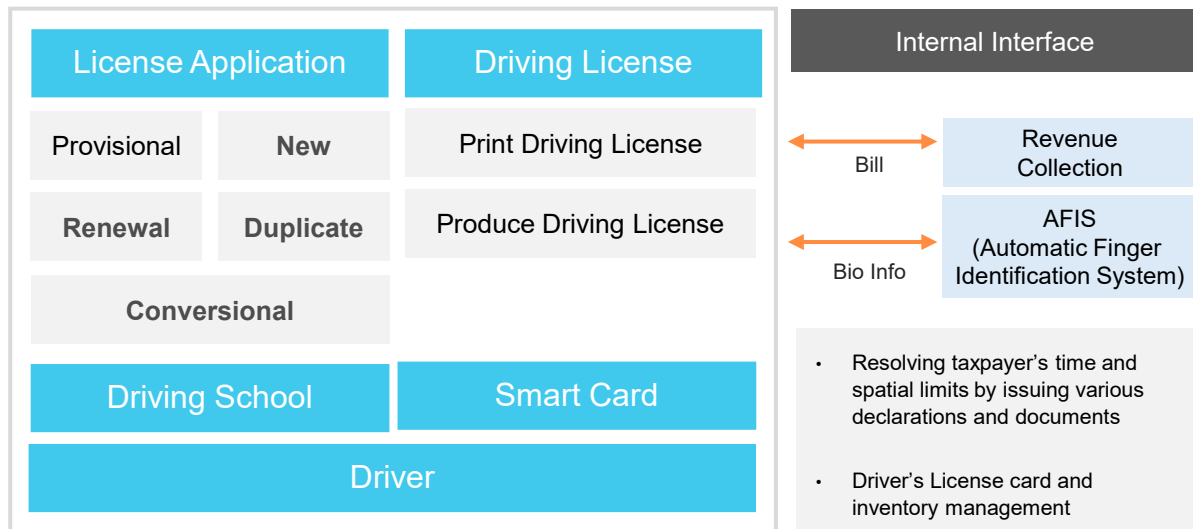 License Application
Driving License
Provisional
New
Print Driving License
Renewal
Duplicate
Produce Driving License
Conversional
Driving School
Smart Card
Driver
Internal Interface
Bill
Revenue
Collection
Bio Info
AFIS
(Automatic Finger
Identification System)
• Resolving taxpayer’s time and
spatial limits by issuing various
declarations and documents
• Driver’s License card and
inventory management